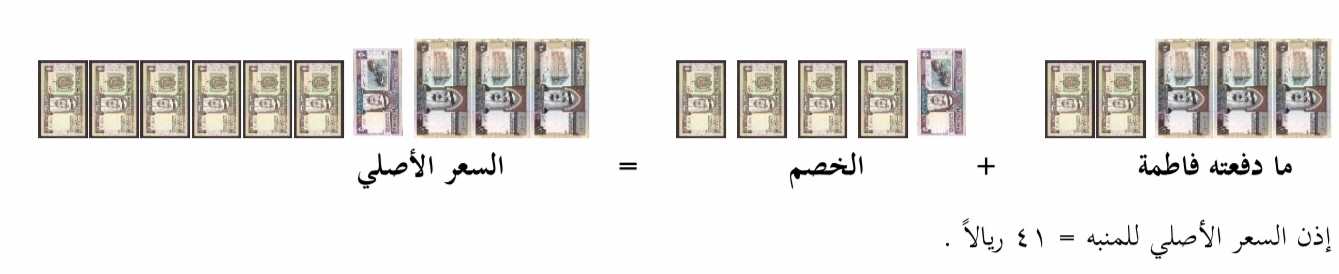 ما دفعته فاطمة + الخصم = السعر الأصلي
إذن السعر الأصلي للمنبه = ٤١ ريالاً .